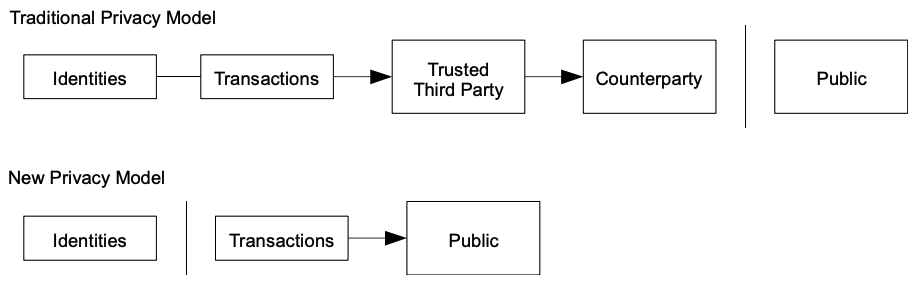 Traditional Privacy Model
Identities
Transactions
Trusted
Third Party
Counterparty
Public
New Privacy Model
Identities
Transactions
Public